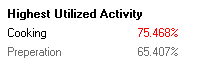 Highest Utilized Activity
Cooking 75.468%
Preperation 65.407%